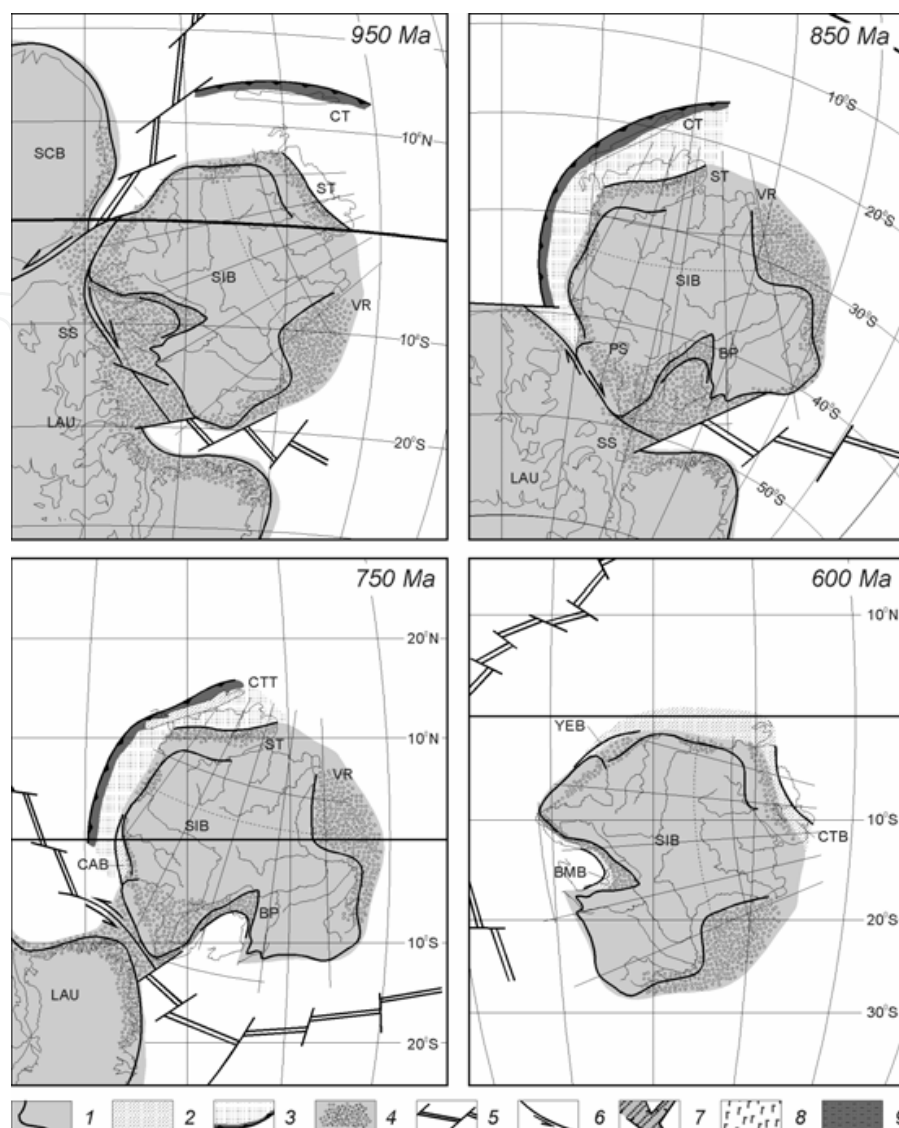 950 Ma
CT
SCB
10°N
ST
SIB
VR
10°S
SS
LAU
20°S
850 Ma
10°S
CT
ST
VR
20°S
SIB
30°S
PS
BP
40°S
SS
LAU
50°S
750 Ma
20°N
CTT
10°N
ST
VR
SIB
CAB
BP
10°S
LAU
20°S
600 Ma
10°N
YEB
10°S
SIB
CTB
BMB
20°S
30°S
1 2 3 4 5 6 7 8 9